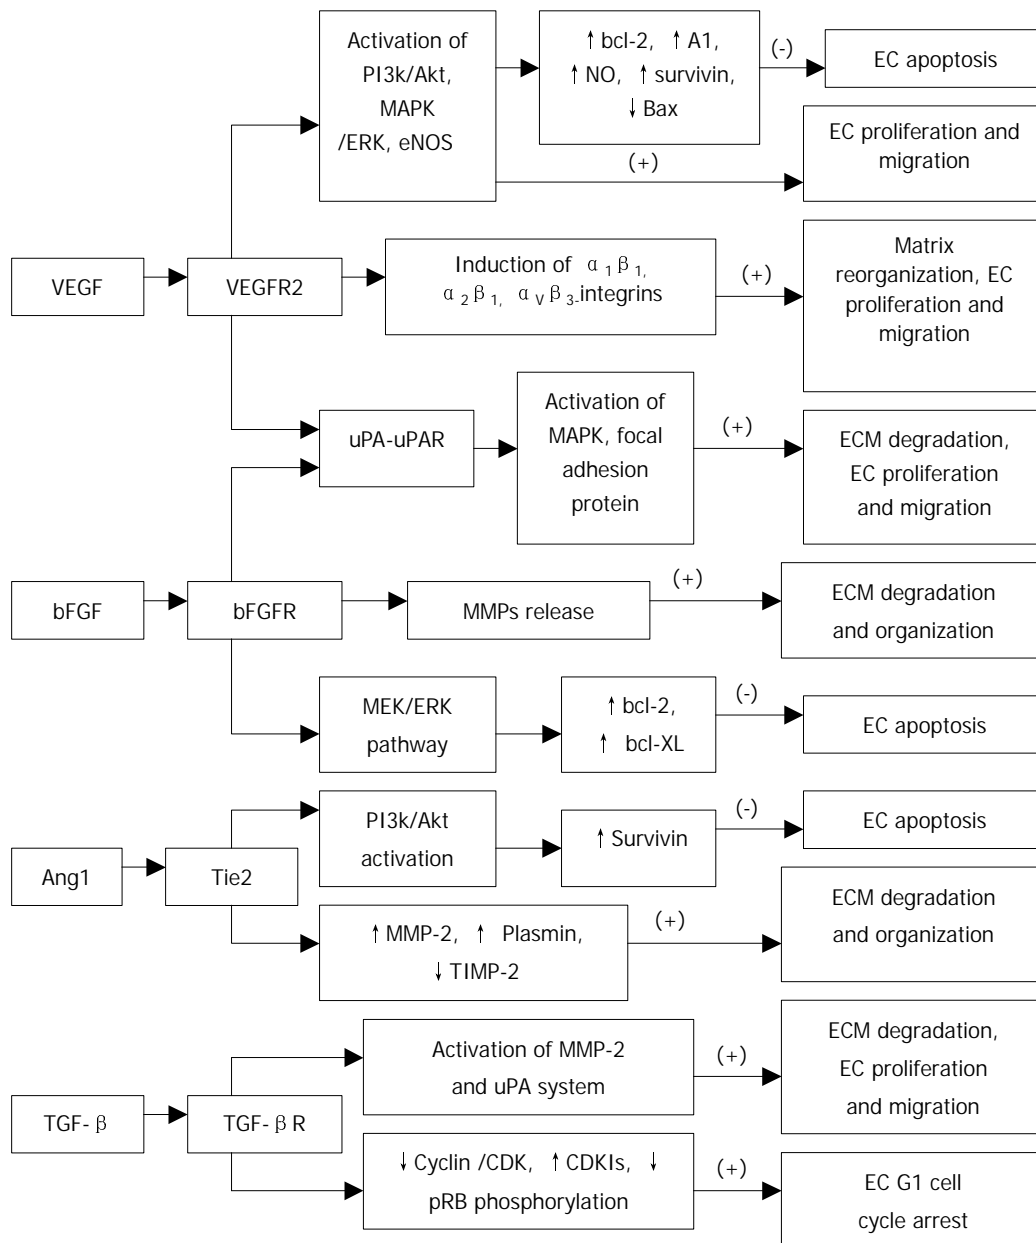 Activation of
PI3k/Akt,
MAPK
/ERK, eNOS
↑ bcl-2, ↑ A1,
↑ NO, ↑ survivin,
↓ Bax
(-)
EC apoptosis
(+)
EC proliferation and
migration
VEGF
VEGFR2
Induction of α1β1,
α2β1, αVβ3-integrins
(+)
Matrix
reorganization, EC
proliferation and
migration
uPA-uPAR
Activation of
MAPK, focal
adhesion
protein
(+)
ECM degradation,
EC proliferation
and migration
bFGF
bFGFR
MMPs release
(+)
ECM degradation
and organization
MEK/ERK
pathway
↑ bcl-2,
↑ bcl-XL
(-)
EC apoptosis
Ang1
Tie2
PI3k/Akt
activation
↑ Survivin
(-)
EC apoptosis
↑ MMP-2, ↑ Plasmin,
↓ TIMP-2
(+)
ECM degradation
and organization
TGF-β
TGF-βR
Activation of MMP-2
and uPA system
(+)
ECM degradation,
EC proliferation
and migration
↓ Cyclin /CDK, ↑ CDKIs, ↓
pRB phosphorylation
(+)
EC G1 cell
cycle arrest